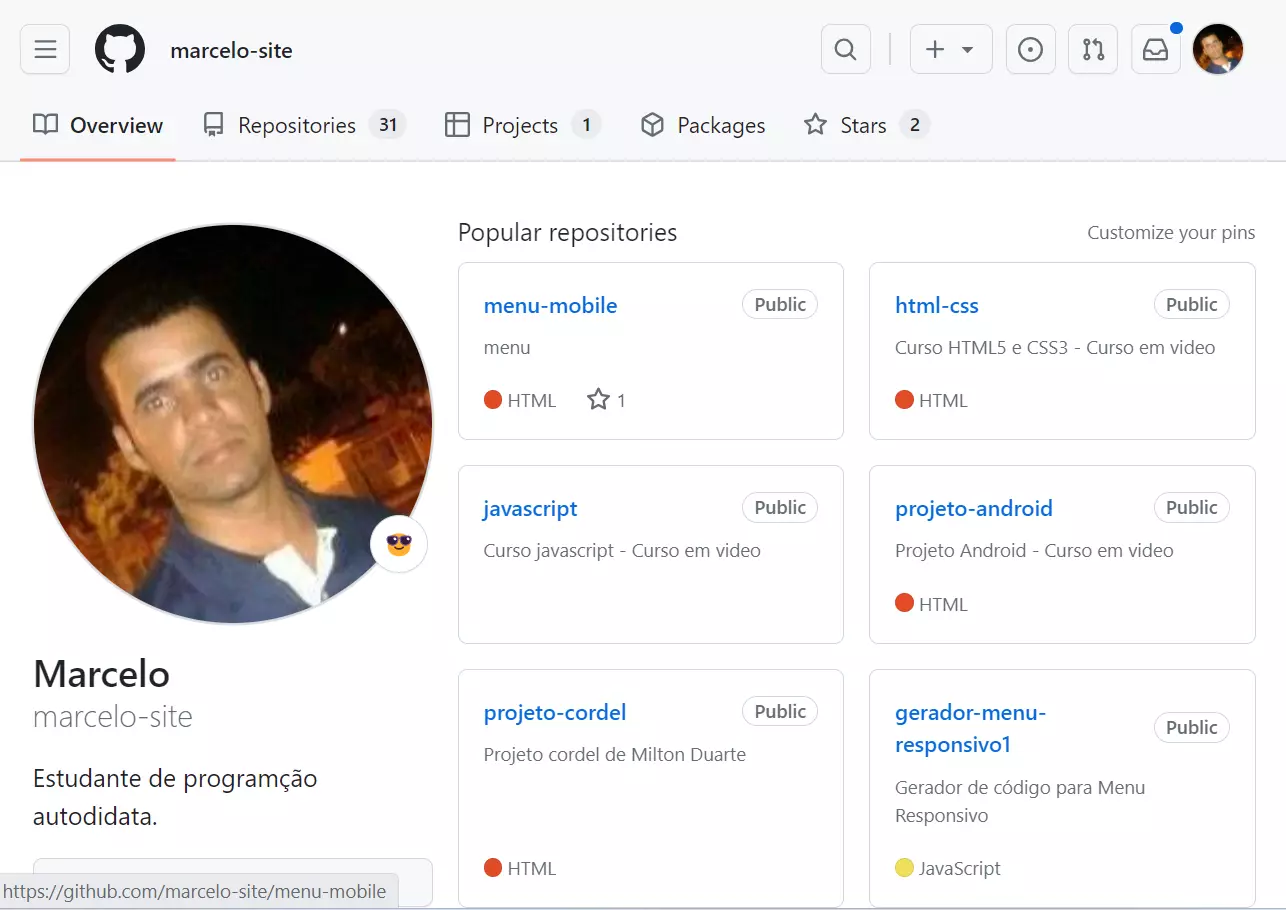 marcelo-site
Overview
Repositories 31
Projects 1
Packages
Stars 2
Marcelo
marcelo-site
Estudante de programção
autodidata.
Popular repositories
Customize your pins
menu-mobile
Public
menu
HTML
1
html-css
Public
Curso HTML5 e CSS3 - Curso em video
HTML
javascript
Public
Curso javascript - Curso em video
projeto-android
Public
Projeto Android - Curso em video
HTML
projeto-cordel
Public
Projeto cordel de Milton Duarte
HTML
gerador-menu-
responsivo1
Public
Gerador de código para Menu
Responsivo
JavaScript
https://github.com/marcelo-site/menu-mobile